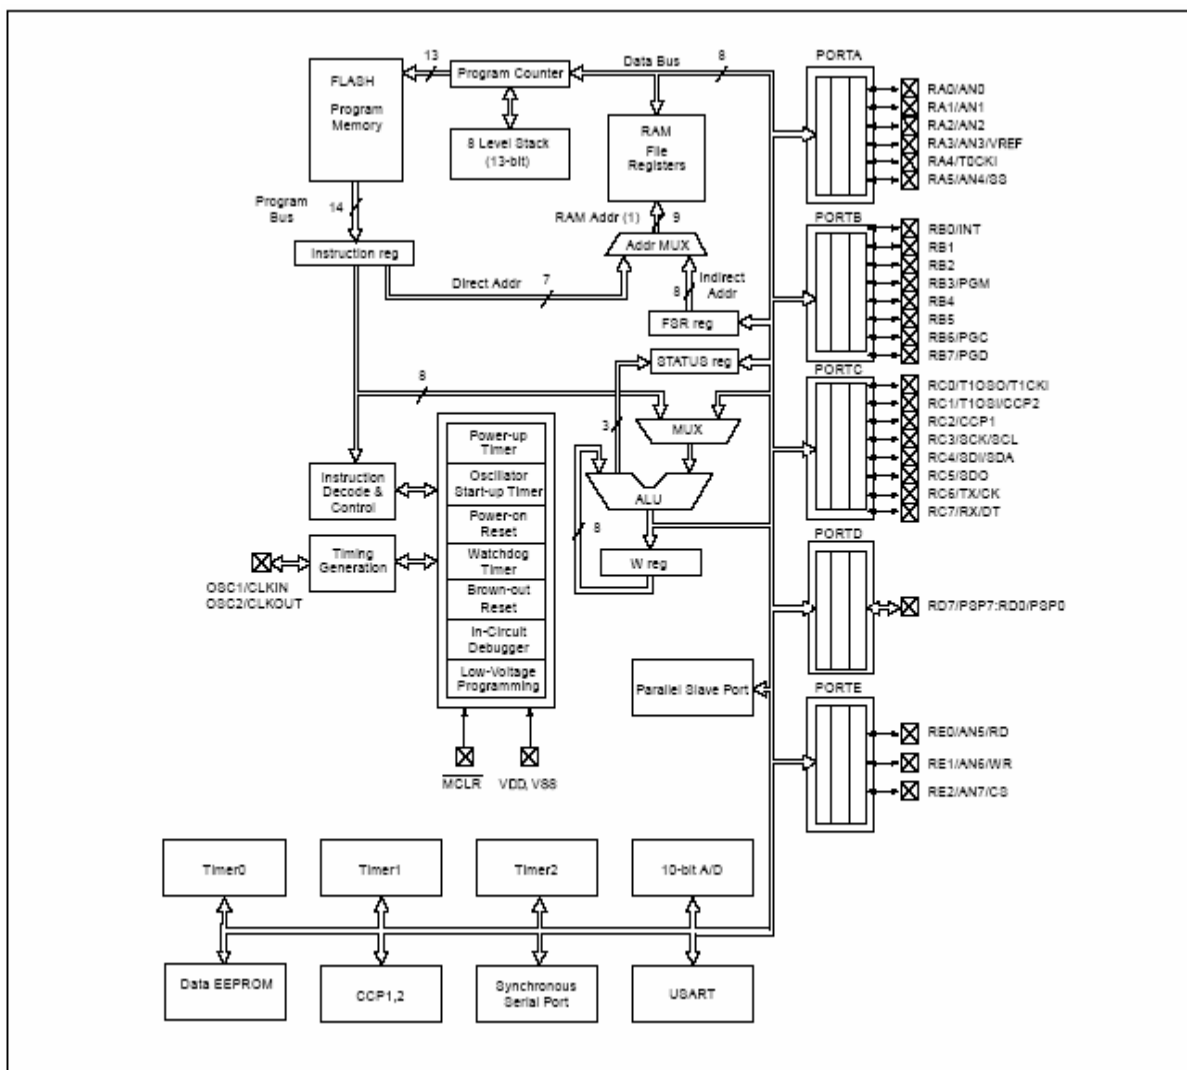 FLASH
Program
Memory
13
Program Counter
Data Bus
8
PORTA
8 Level Stack
(13-bit)
RAM
File
Registers
RA0/AN0
RA1/AN1
RA2/AN2
RA3/AN3/VREF
RA4/T0CKI
RA5/AN4/SS
Program
Bus
14
RAM Addr (1)
9
PORTB
Instruction reg
Addr MUX
Direct Addr
7
8
Indirect
Addr
FSR reg
RB0/INT
RB1
RB2
RB3/PGM
RB4
RB5
RB6/PGC
RB7/PGD
STATUS reg
PORTC
8
3
MUX
RC0/T1OSO/T1CKI
RC1/T1OSI/CCP2
RC2/CCP1
RC3/SCK/SCL
RC4/SDI/SDA
RC5/SDO
RC6/TX/CK
RC7/RX/DT
Power-up
Timer
Oscillator
Start-up Timer
Power-on
Reset
Watchdog
Timer
Brown-out
Reset
In-Circuit
Debugger
Low-Voltage
Programming
Instruction
Decode &
Control
ALU
8
W reg
Timing
Generation
OSC1/CLKIN
OSC2/CLKOUT
PORTD
RD7/PSP7:RD0/PSP0
Parallel Slave Port
PORTE
RE0/AN5/RD
RE1/AN6/WR
RE2/AN7/CS
MCLR
VDD, VSS
Timer0
Timer1
Timer2
10-bit A/D
Data EEPROM
CCP1,2
Synchronous
Serial Port
USART